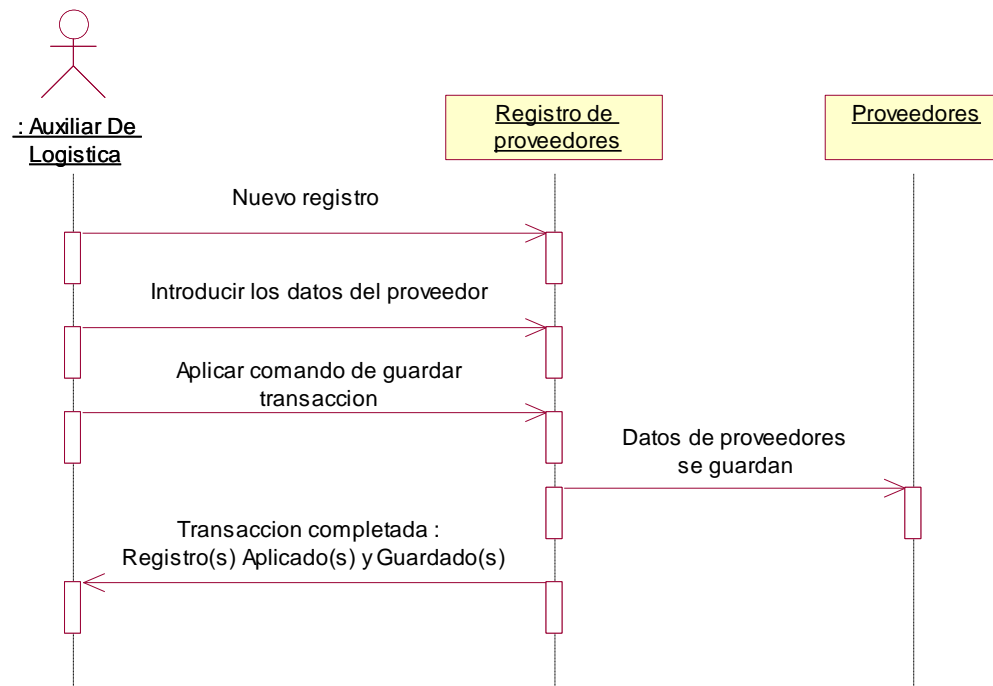 : Auxiliar De
Logistica
Registro de
proveedores
Proveedores
Nuevo registro
Introducir los datos del proveedor
Aplicar comando de guardar
transaccion
Datos de proveedores
se guardan
Transaccion completada :
Registro(s) Aplicado(s) y Guardado(s)